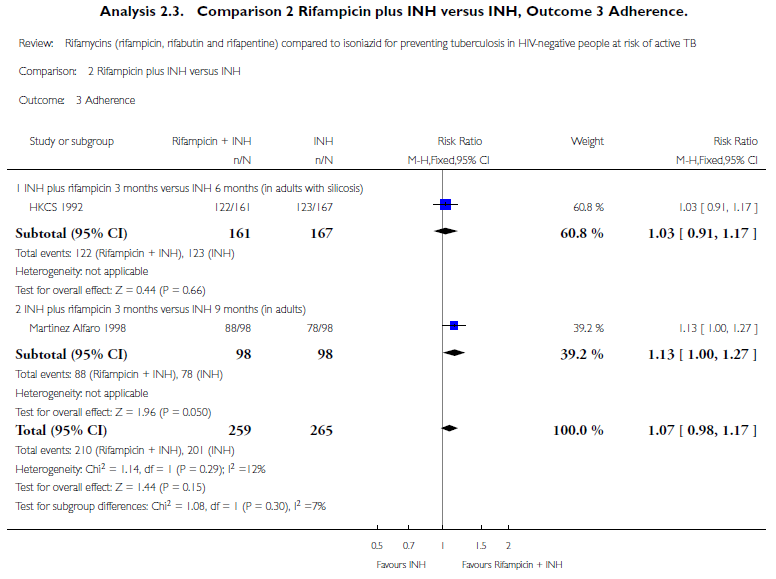 Analysis 2.3. Comparison 2 Rifampicin plus INH versus INH, Outcome 3 Adherence.
Review: Rifamycins (rifampicin, rifabutin and rifapentine) compared to isoniazid for preventing tuberculosis in HIV-negative people at risk of active TB
Comparison: 2 Rifampicin plus INH versus INH
Outcome: 3 Adherence
Study or subgroup Rifampicin + INH INH Risk Ratio Weight Risk Ratio
n/N n/N M-H,Fixed,95% CI M-H,Fixed,95% CI
1 INH plus rifampicin 3 months versus INH 6 months (in adults with silicosis)
HKCS 1992 122/161 123/167 60.8 % 1.03 [ 0.91, 1.17 ]
Subtotal (95% CI) 161 167 60.8 % 1.03 [ 0.91, 1.17 ]
Total events: 122 (Rifampicin + INH), 123 (INH)
Heterogeneity: not applicable
Test for overall effect: Z = 0.44 (P = 0.66)
2 INH plus rifampicin 3 months versus INH 9 months (in adults)
Martinez Alfaro 1998 88/98 78/98 39.2 % 1.13 [ 1.00, 1.27 ]
Subtotal (95% CI) 98 98 39.2 % 1.13 [ 1.00, 1.27 ]
Total events: 88 (Rifampicin + INH), 78 (INH)
Heterogeneity: not applicable
Test for overall effect: Z = 1.96 (P = 0.050)
Total (95% CI) 259 265 100.0 % 1.07 [ 0.98, 1.17 ]
Total events: 210 (Rifampicin + INH), 201 (INH)
Heterogeneity: Chi² = 1.14, df = 1 (P = 0.29); I² =12%
Test for overall effect: Z = 1.44 (P = 0.15)
Test for subgroup differences: Chi² = 1.08, df = 1 (P = 0.30), I² =7%
0.5 0.7 1 1.5 2
Favours INH Favours Rifampicin + INH